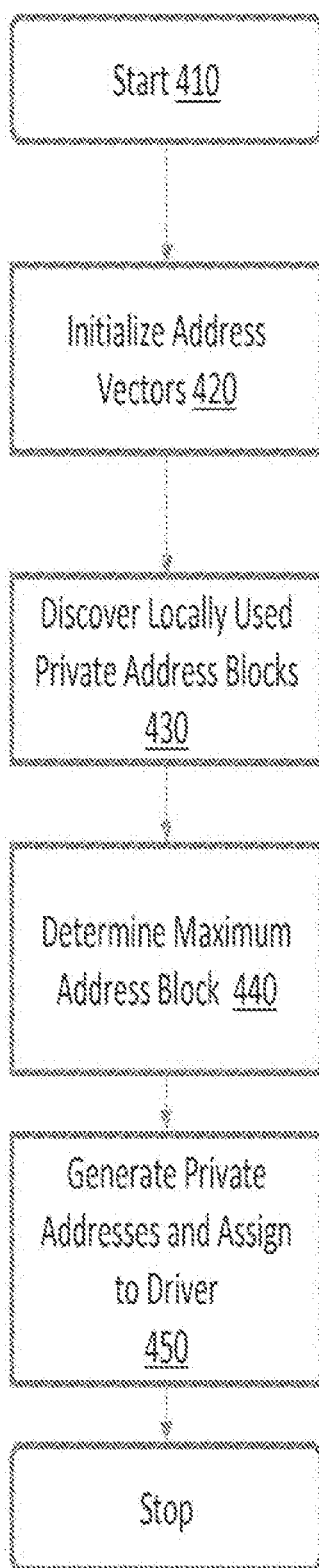 Start 410
Initialize Address
Vectors 420
Discover Locally Used
Private Address Blocks
430
Determine Maximum
Address Block 440
Generate Private
Addresses and Assign
to Driver
450
Stop